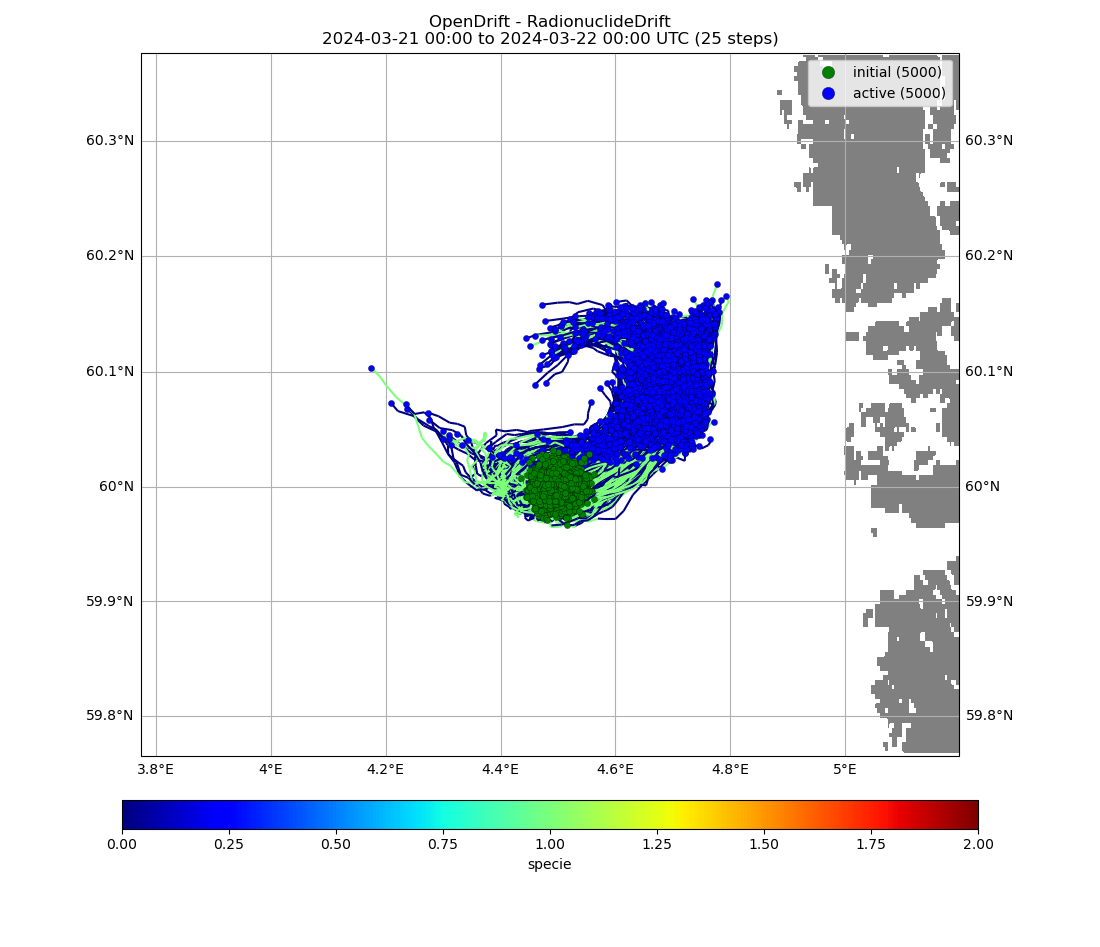 OpenDrift - RadionuclideDrift
2024-03-21 00:00 to 2024-03-22 00:00 UTC (25 steps)
initial (5000)
active (5000)
60.3°N 60.3°N
60.2°N 60.2°N
60.1°N 60.1°N
60°N 60°N
59.9°N 59.9°N
59.8°N 59.8°N
3.8°E 4°E 4.2°E 4.4°E 4.6°E 4.8°E 5°E
0.00 0.25 0.50 0.75 1.00 1.25 1.50 1.75 2.00
specie